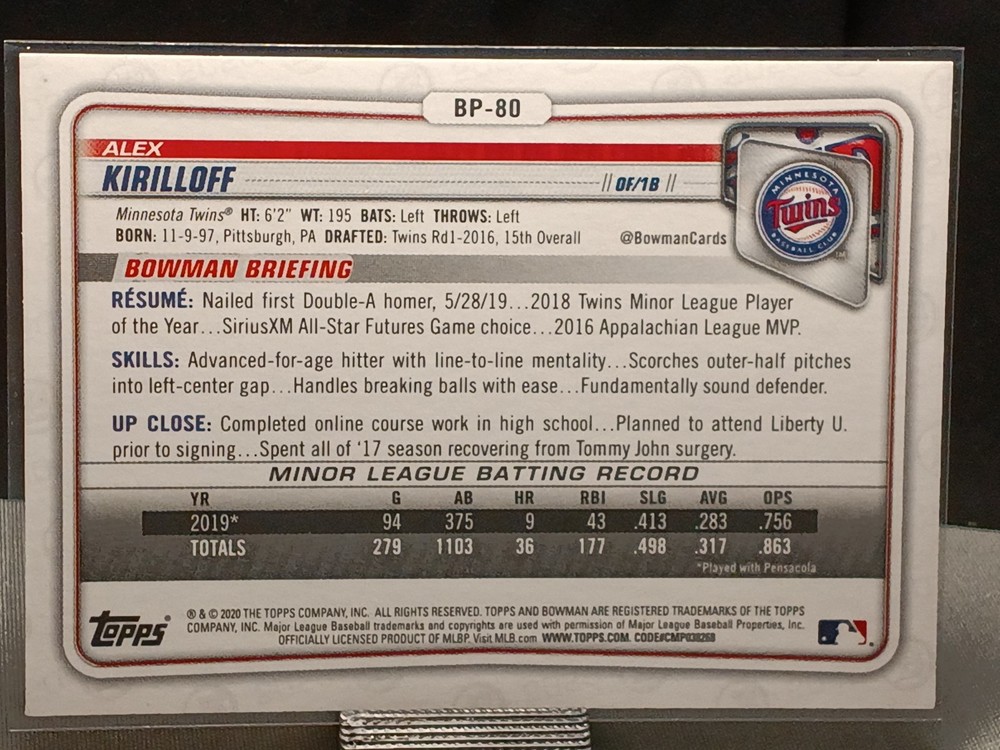 BP-80
ALEX
KIRILLOFF
// OF/1B //
Minnesota Twins® HT: 6'2" WT: 195 BATS: Left THROWS: Left
BORN: 11-9-97, Pittsburgh, PA DRAFTED: Twins Rd1-2016, 15th Overall
@BowmanCards
MINNESOTA
Twins
BASEBALL CLUB
TM
BOWMAN BRIEFING
RÉSUMÉ: Nailed first Double-A homer, 5/28/19...2018 Twins Minor League Player
of the Year...SiriusXM All-Star Futures Game choice...2016 Appalachian League MVP.
SKILLS: Advanced-for-age hitter with line-to-line mentality...Scorches outer-half pitches
into left-center gap...Handles breaking balls with ease...Fundamentally sound defender.
UP CLOSE: Completed online course work in high school...Planned to attend Liberty U.
prior to signing...Spent all of '17 season recovering from Tommy John surgery.
MINOR LEAGUE BATTING RECORD
YR G AB HR RBI SLG AVG OPS
2019* 94 375 9 43 .413 .283 .756
TOTALS 279 1103 36 177 .498 .317 .863
*Played with Pensacola
Topps®
® & © 2020 THE TOPPS COMPANY, INC. ALL RIGHTS RESERVED. TOPPS AND BOWMAN ARE REGISTERED TRADEMARKS OF THE TOPPS
COMPANY, INC. Major League Baseball trademarks and copyrights are used with permission of Major League Baseball Properties, Inc.
OFFICIALLY LICENSED PRODUCT OF MLBP. Visit MLB.com WWW.TOPPS.COM. CODE#CMP038268